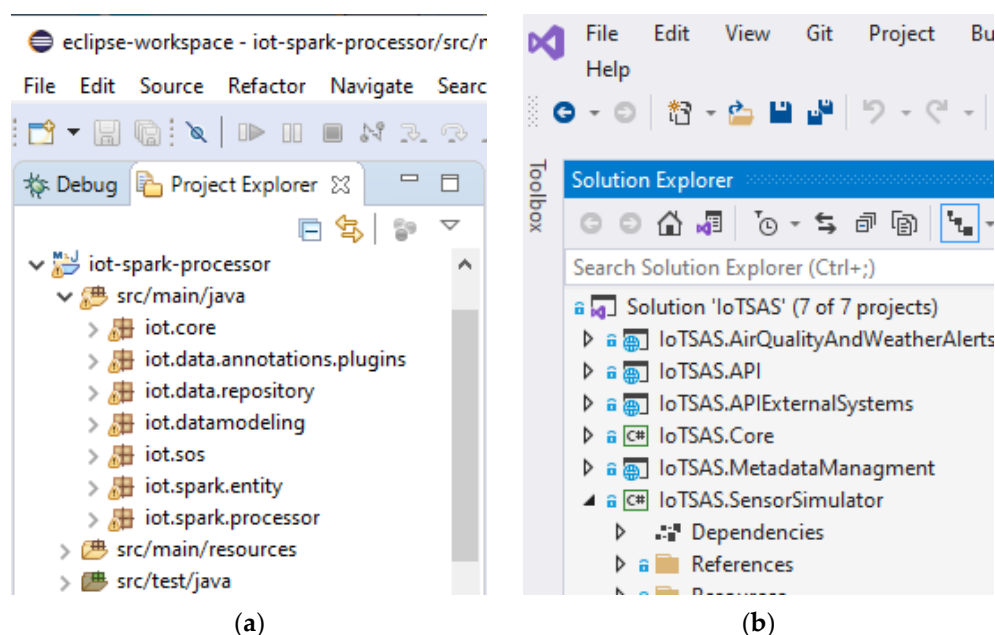 eclipse-workspace - iot-spark-processor/src/r
File Edit Source Refactor Navigate Searc
Debug Project Explorer
iot-spark-processor
src/main/java
iot.core
iot.data.annotations.plugins
iot.data.repository
iot.datamodeling
iot.sos
iot.spark.entity
iot.spark.processor
src/main/resources
src/test/java
(a)
File Edit View Git Project Bu
Help
Toolbox
Solution Explorer
Search Solution Explorer (Ctrl+;)
Solution 'IoTSAS' (7 of 7 projects)
IoTSAS.AirQualityAndWeatherAlerts
IoTSAS.API
IoTSAS.APIExternalSystems
C# IoTSAS.Core
IoTSAS.MetadataManagment
C# IoTSAS.SensorSimulator
Dependencies
References
(b)